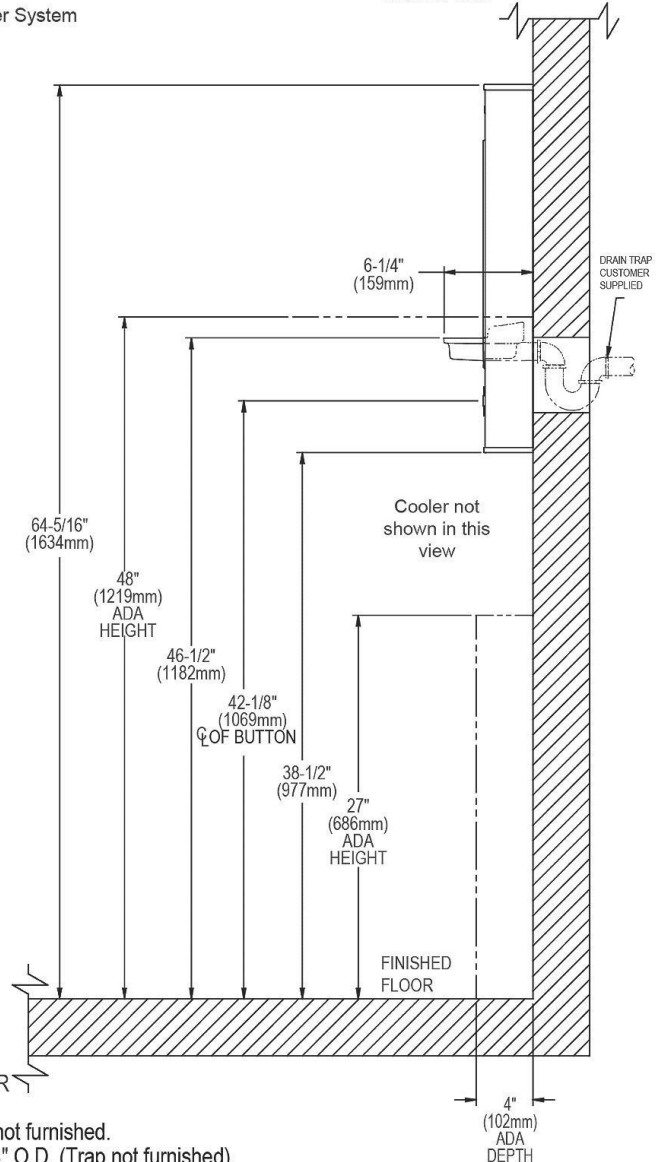 er System
6-1/4"
(159mm)
DRAIN TRAP
CUSTOMER
SUPPLIED
64-5/16"
(1634mm)
Cooler not
shown in this
view
48"
(1219mm)
ADA
HEIGHT
46-1/2"
(1182mm)
42-1/8"
(1069mm)
℄ OF BUTTON
38-1/2"
(977mm)
27"
(686mm)
ADA
HEIGHT
FINISHED
FLOOR
R
not furnished.
" O.D. (Trap not furnished)
4"
(102mm)
ADA
DEPTH